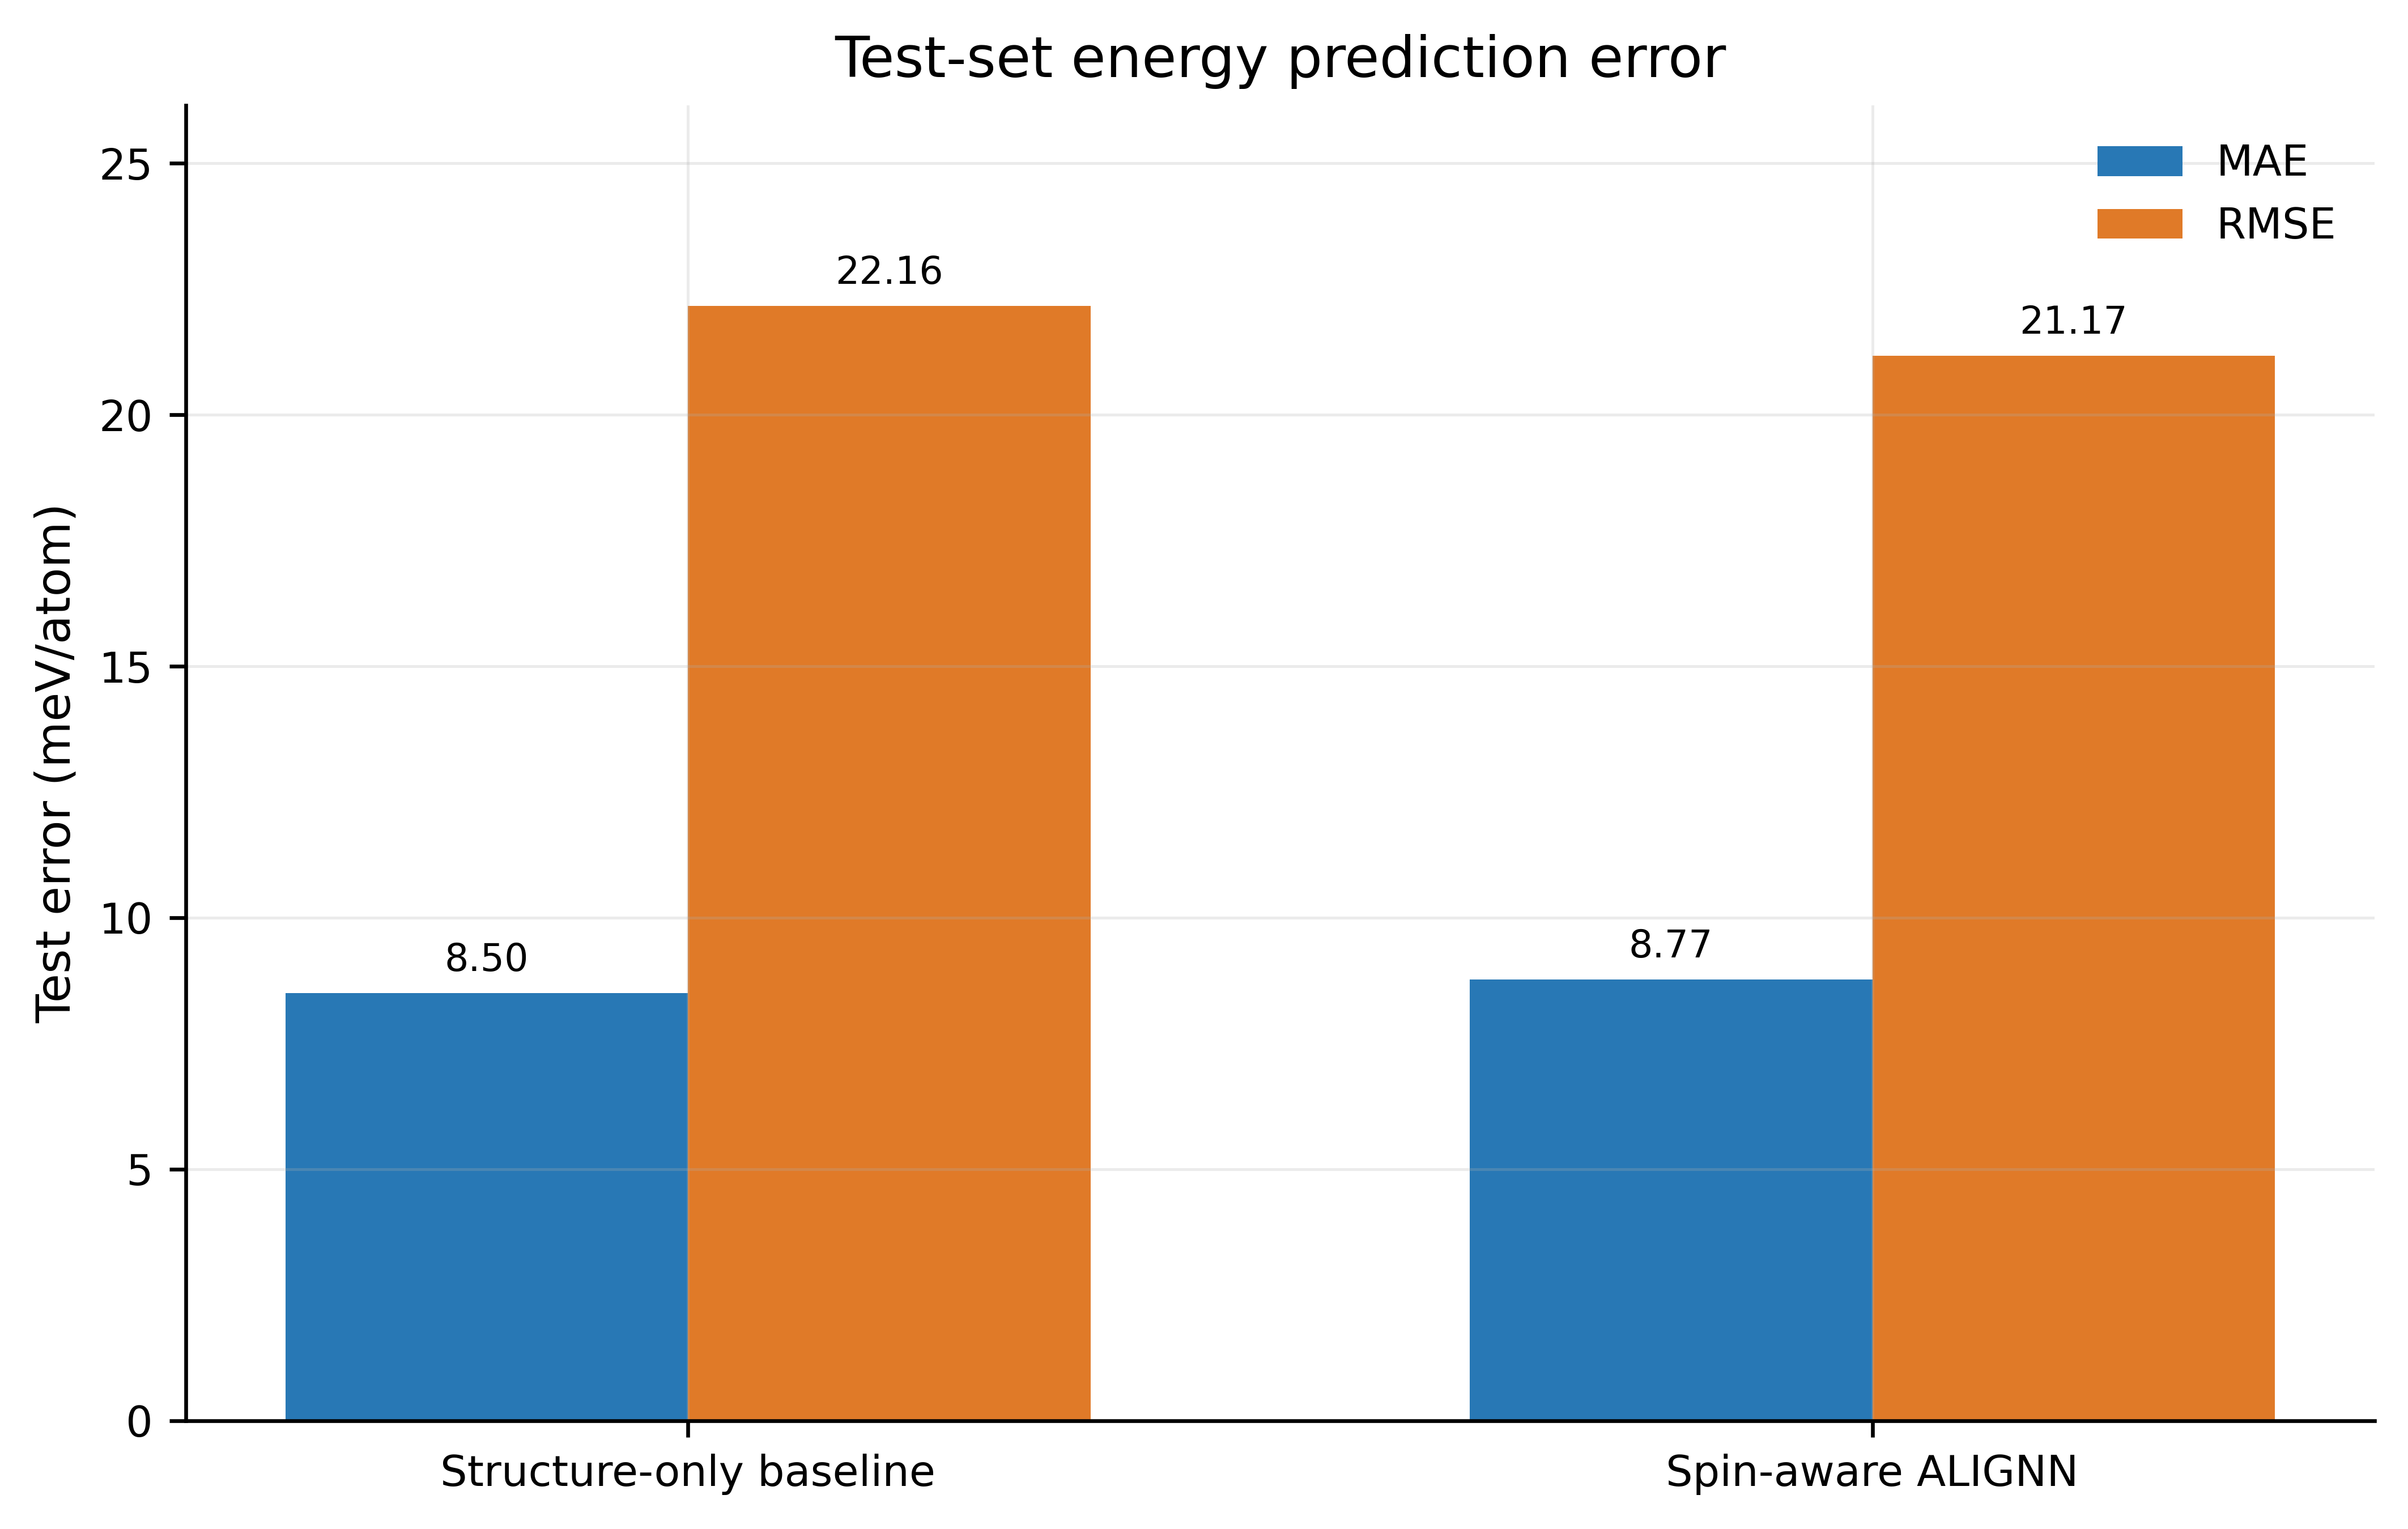 Test-set energy prediction error
MAE
RMSE
Test error (meV/atom)
25
20
15
10
5
0
22.16
21.17
8.50
8.77
Structure-only baseline
Spin-aware ALIGNN